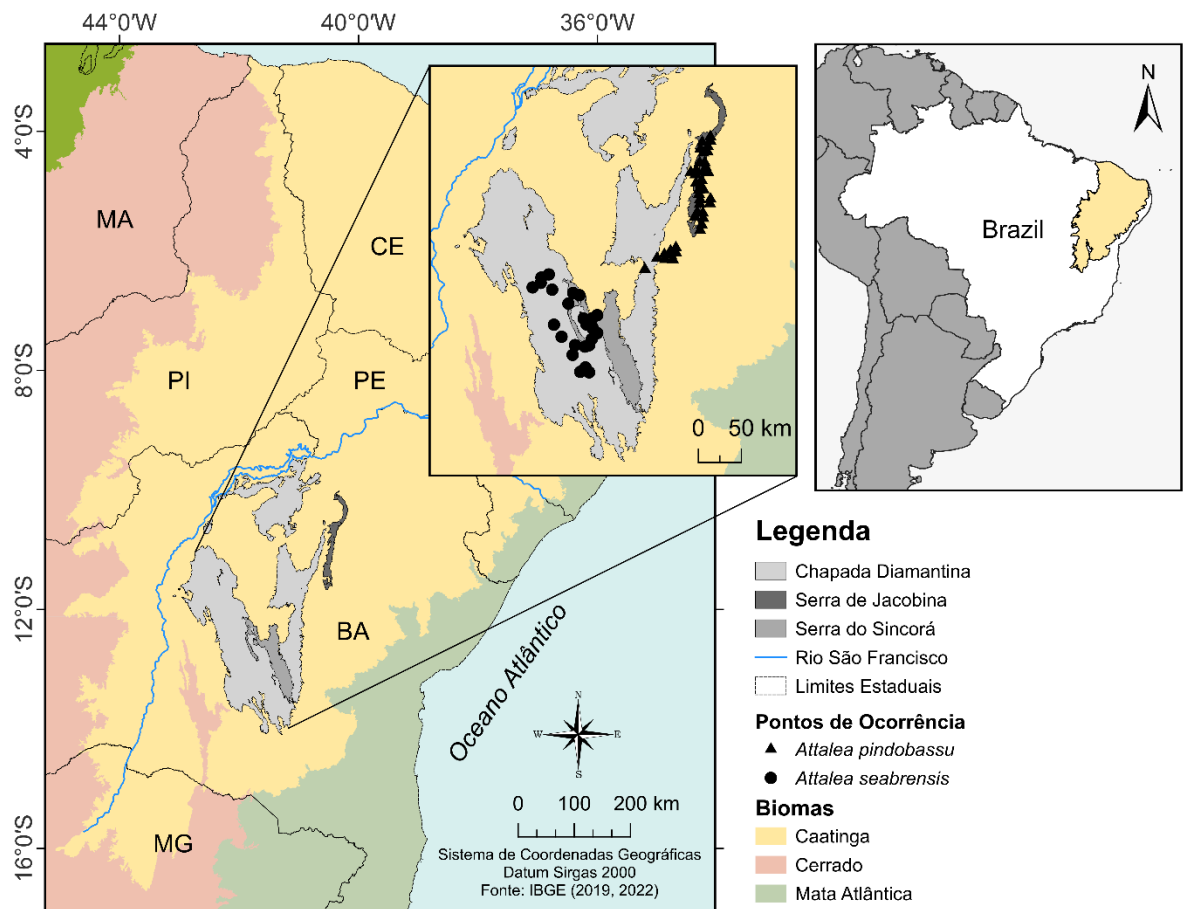 44°0'W
40°0'W
36°0'W
4°0'S
8°0'S
12°0'S
16°0'S
MA
CE
PI
PE
BA
MG
0 50 km
N
Brazil
Oceano Atlântico
N
W
E
S
0 100 200 km
Sistema de Coordenadas Geográficas
Datum Sirgas 2000
Fonte: IBGE (2019, 2022)
Legenda
Chapada Diamantina
Serra de Jacobina
Serra do Sincorá
Rio São Francisco
Limites Estaduais
Pontos de Ocorrência
Attalea pindobassu
Attalea seabrensis
Biomas
Caatinga
Cerrado
Mata Atlântica